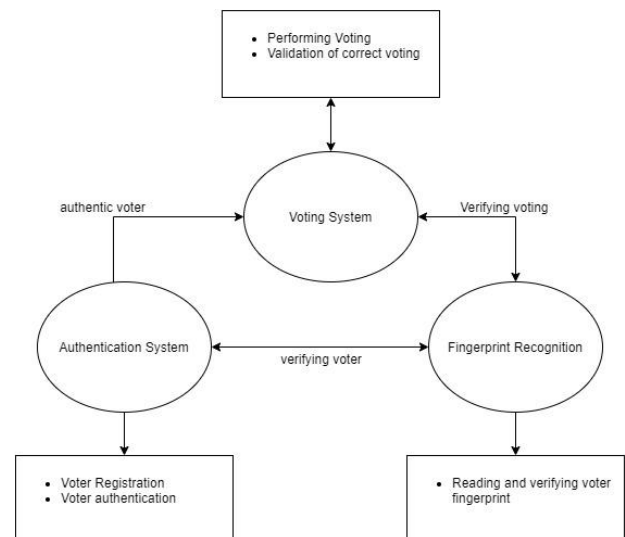 • Performing Voting
• Validation of correct voting
authentic voter
Voting System
Verifying voting
Authentication System
verifying voter
Fingerprint Recognition
• Voter Registration
• Voter authentication
• Reading and verifying voter
fingerprint